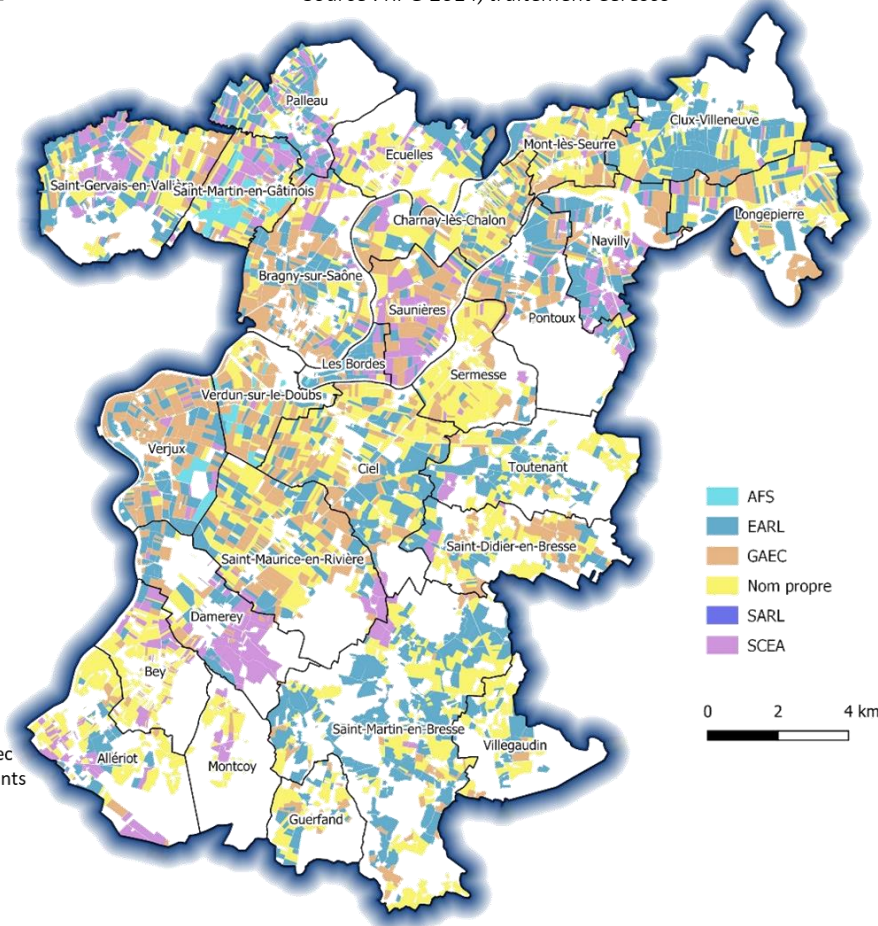 Palleau
Clux-Villeneuve
Mont-lès-Seurre
Ecuelles
Saint-Gervais-en-Vallière
Saint-Martin-en-Gâtinois
Charnay-lès-Chalon
Longepierre
Navilly
Bragny-sur-Saône
Saunières
Pontoux
Les Bordes
Sermesse
Verdun-sur-le-Doubs
Verjux
Ciel
Toutenant
AFS
EARL
Saint-Didier-en-Bresse
Saint-Maurice-en-Rivière
GAEC
Nom propre
Damerey
SARL
SCEA
Bey
0 2 4 km
Saint-Martin-en-Bresse
Villegaudin
ec
Allériot
Montcoy
nts
Guerfand